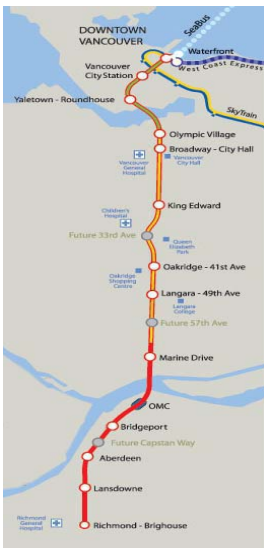 DOWNTOWN
VANCOUVER
SeaBus
Waterfront
West Coast Express
Vancouver
City Station
SkyTrain
Yaletown - Roundhouse
Olympic Village
Broadway - City Hall
Vancouver
General
Hospital
Vancouver
City Hall
King Edward
Children's
Hospital
Future 33rd Ave
Queen
Elizabeth
Park
Oakridge - 41st Ave
Oakridge
Shopping
Centre
Langara - 49th Ave
Langara
College
Future 57th Ave
Marine Drive
OMC
Bridgeport
Future Capstan Way
Aberdeen
Lansdowne
Richmond
General
Hospital
Richmond - Brighouse